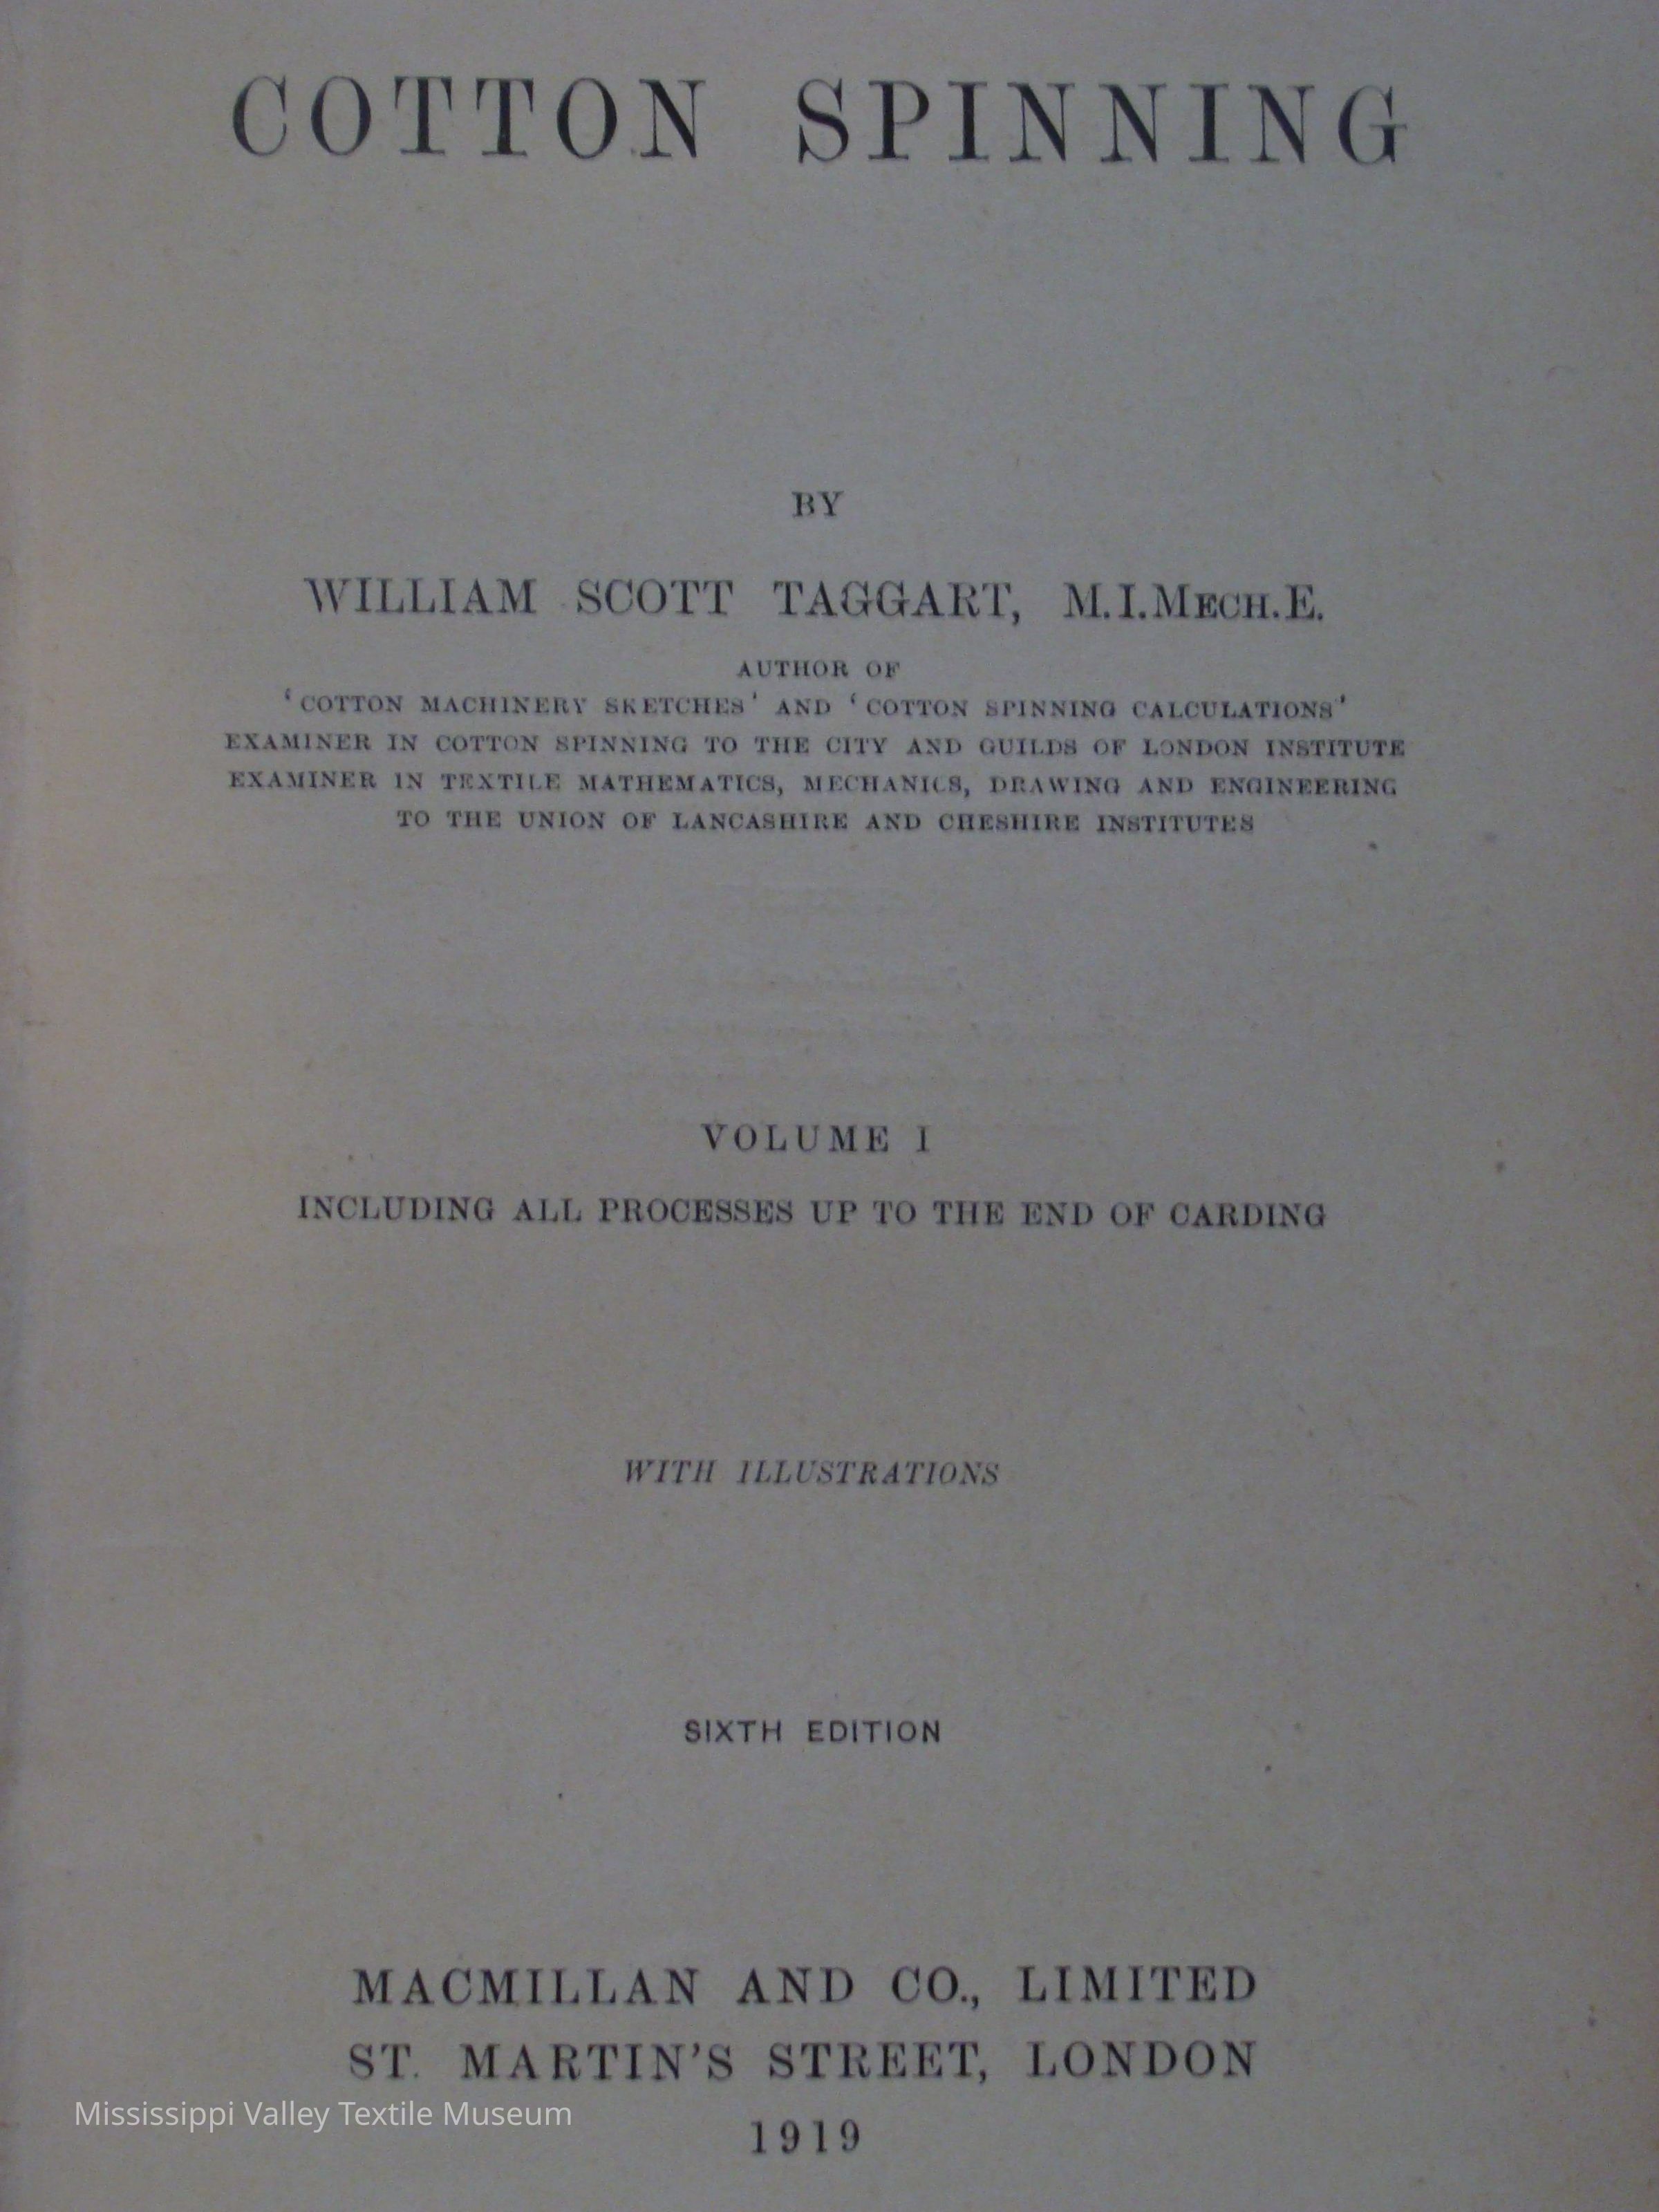 COTTON SPINNING
BY
WILLIAM SCOTT TAGGART, M.I.MECH.E.
AUTHOR OF
'COTTON MACHINERY SKETCHES' AND 'COTTON SPINNING CALCULATIONS'
EXAMINER IN COTTON SPINNING TO THE CITY AND GUILDS OF LONDON INSTITUTE
EXAMINER IN TEXTILE MATHEMATICS, MECHANICS, DRAWING AND ENGINEERING
TO THE UNION OF LANCASHIRE AND CHESHIRE INSTITUTES
VOLUME I
INCLUDING ALL PROCESSES UP TO THE END OF CARDING
WITH ILLUSTRATIONS
SIXTH EDITION
MACMILLAN AND CO., LIMITED
ST. MARTIN'S STREET, LONDON
Mississippi Valley Textile Museum
1919